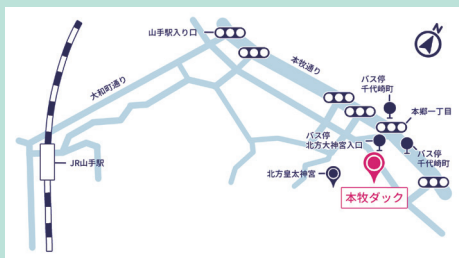 山手駅入り口
N
本牧通り
大和町通り
バス停
千代崎町
本郷一丁目
バス停
北方大神宮入口
バス停
千代崎町
JR山手駅
北方皇太神宮
本牧ダック